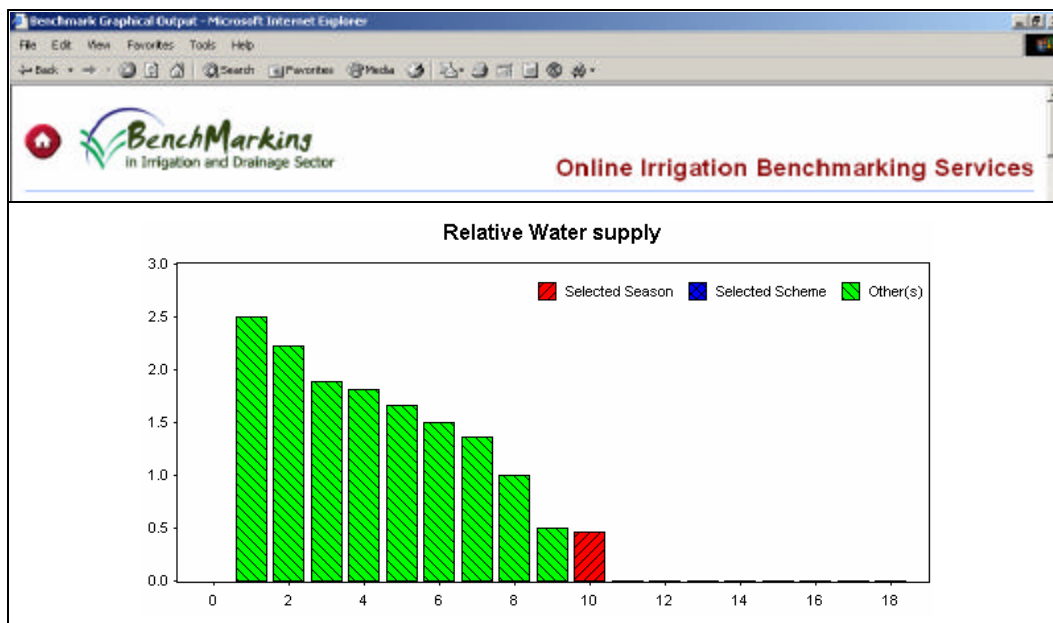 Benchmark Graphical Output - Microsoft Internet Explorer
File Edit View Favorites Tools Help
Back Search Favorites Media
BenchMarking
in Irrigation and Drainage Sector
Online Irrigation Benchmarking Services
Relative Water supply
Selected Season Selected Scheme Other(s)
3.0
2.5
2.0
1.5
1.0
0.5
0.0
0 2 4 6 8 10 12 14 16 18